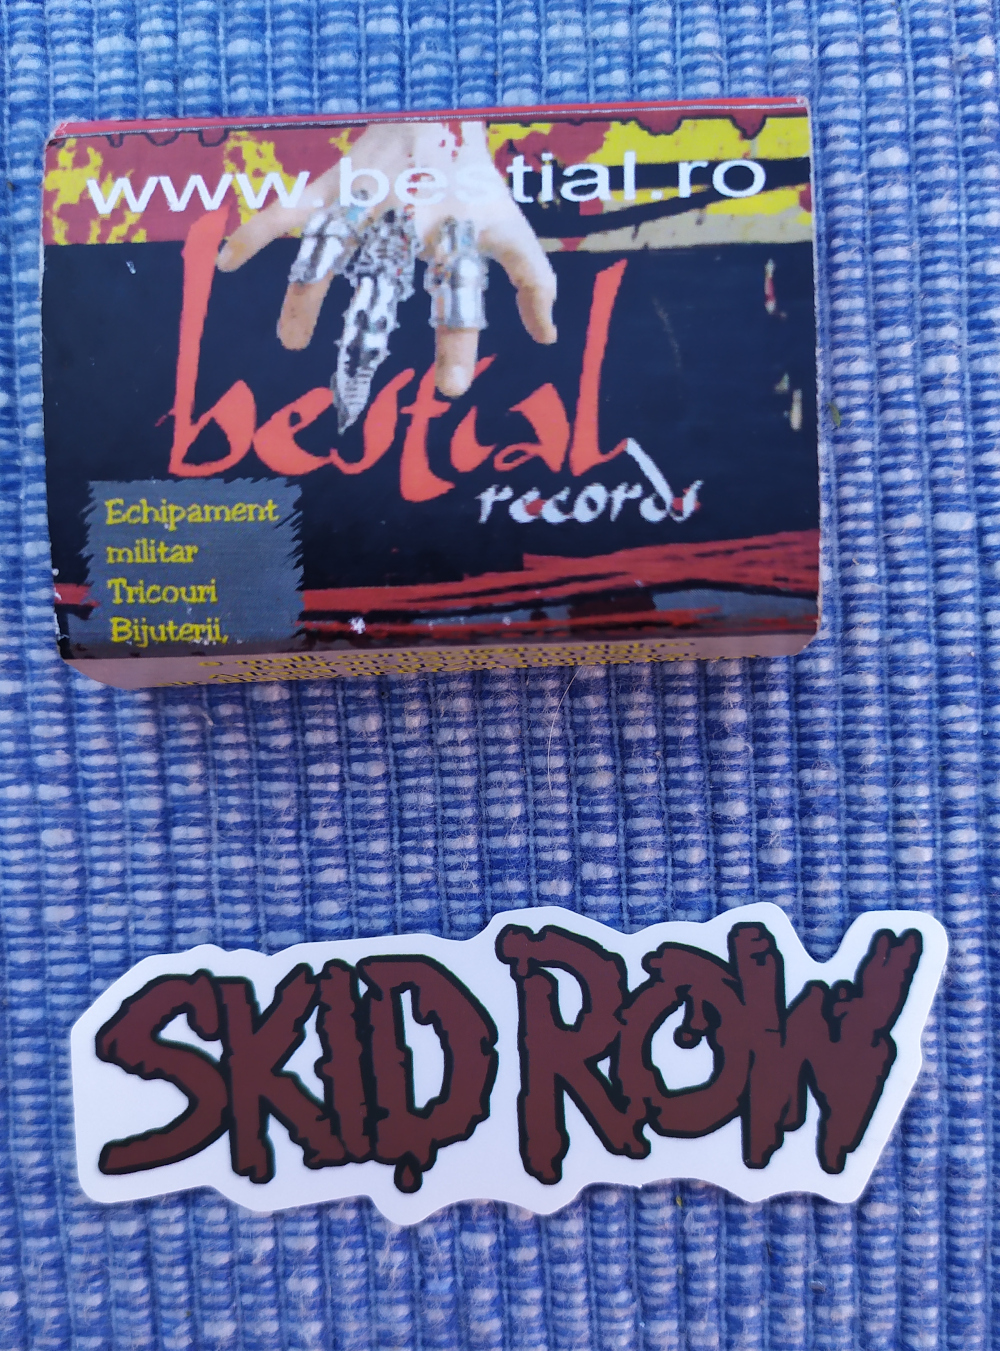 www.bestial.ro
bestial
records
Echipament
militar
Tricouri
Bijuterii,
SKID ROW